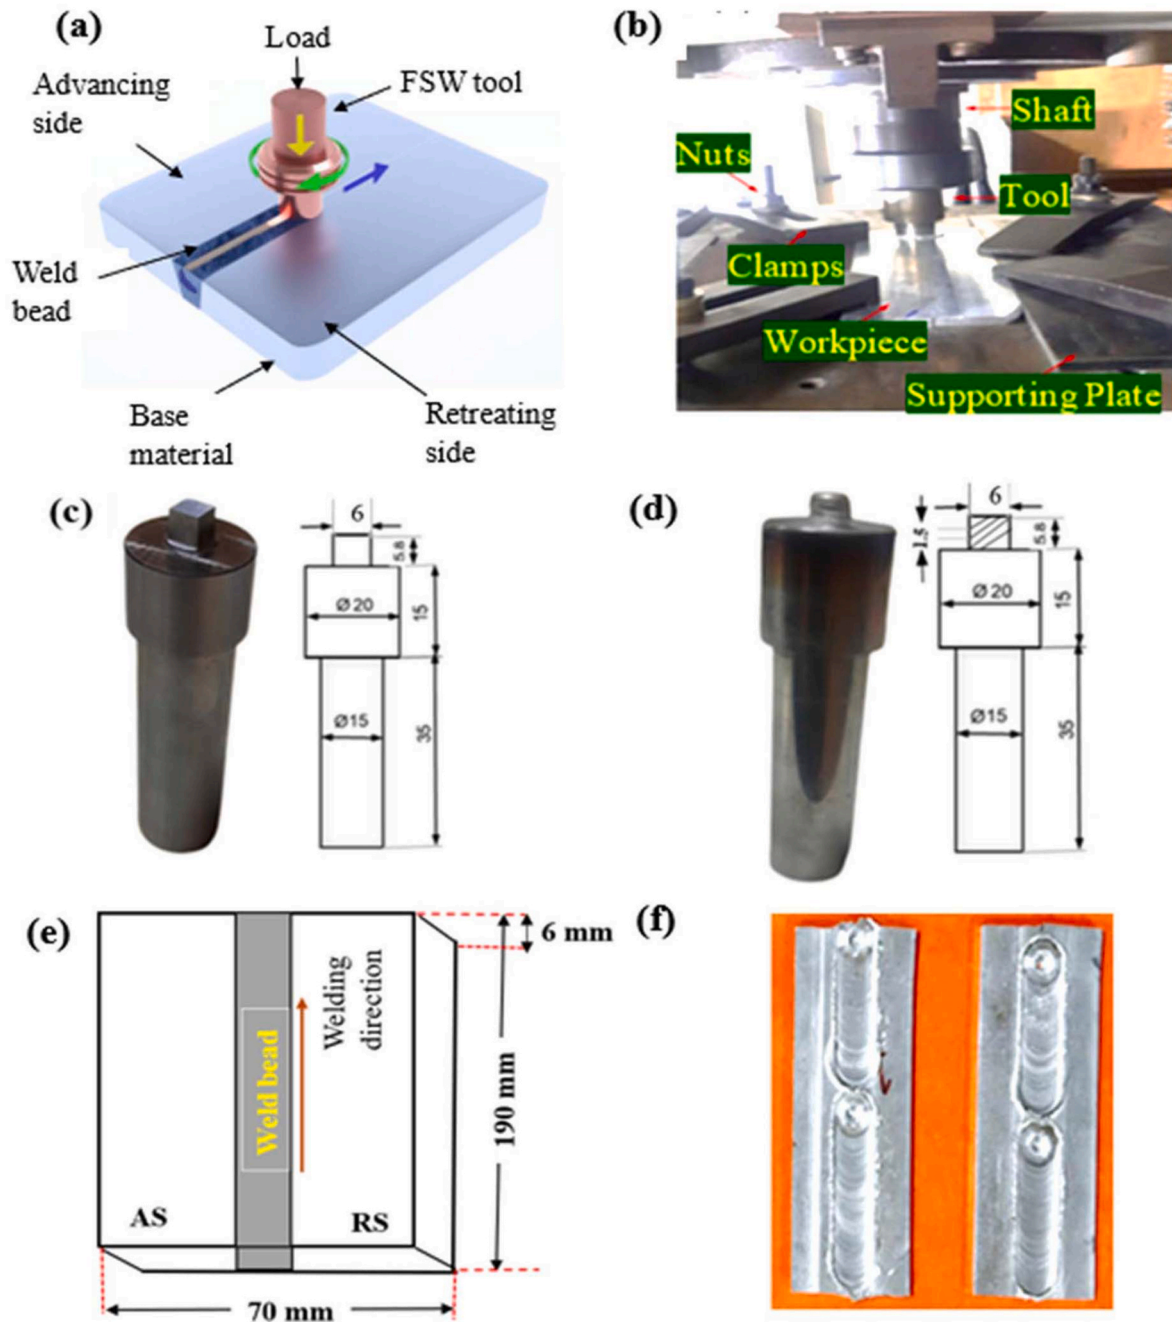 (a)
Load
Advancing
side
FSW tool
Weld
bead
Base
material
Retreating
side
(b)
Shaft
Nuts
Tool
Clamps
Workpiece
Supporting Plate
(c)
6
5.8
Ø 20
15
Ø15
35
(d)
6
1.5
5.8
Ø 20
15
Ø15
35
(e)
6 mm
Welding
direction
Weld bead
190 mm
AS
RS
70 mm
(f)